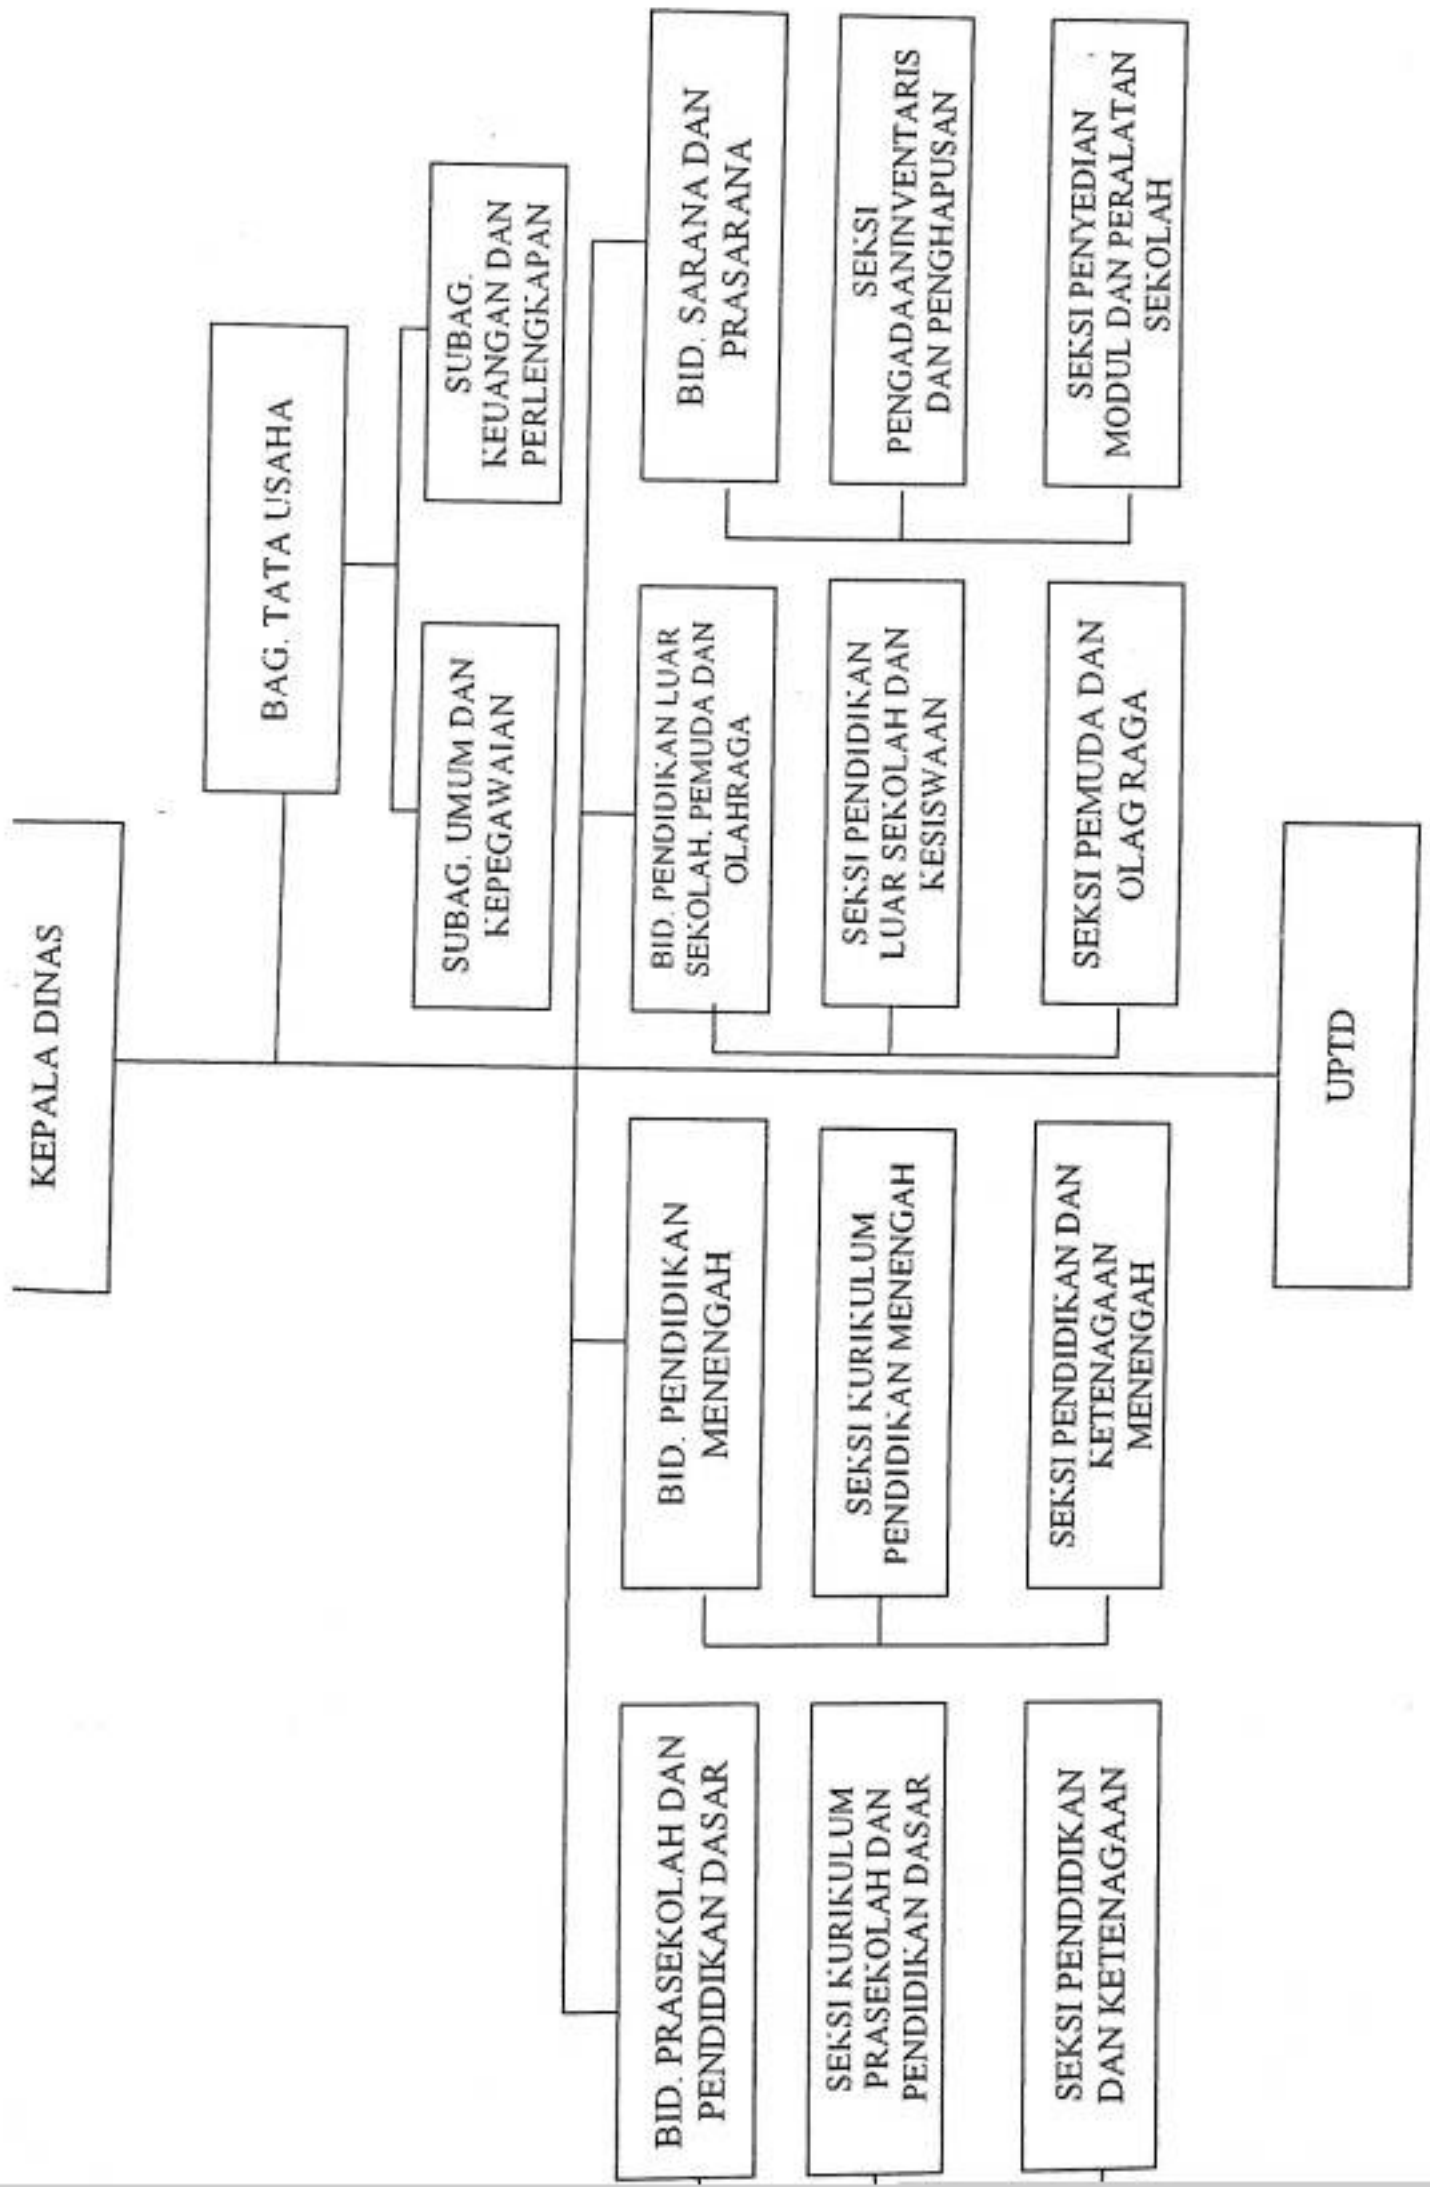 KEPALA DINAS
BAG. TATA USAHA
SUBAG. UMUM DAN
KEPEGAWAIAN
SUBAG.
KEUANGAN DAN
PERLENGKAPAN
BID. PRASEKOLAH DAN
PENDIDIKAN DASAR
BID. PENDIDIKAN
MENENGAH
BID. PENDIDIKAN LUAR
SEKOLAH, PEMUDA DAN
OLAHRAGA
BID. SARANA DAN
PRASARANA
SEKSI KURIKULUM
PRASEKOLAH DAN
PENDIDIKAN DASAR
SEKSI KURIKULUM
PENDIDIKAN MENENGAH
SEKSI PENDIDIKAN
LUAR SEKOLAH DAN
KESISWAAN
SEKSI
PENGADAANINVENTARIS
DAN PENGHAPUSAN
SEKSI PENDIDIKAN
DAN KETENAGAAN
SEKSI PENDIDIKAN DAN
KETENAGAAN
MENENGAH
SEKSI PEMUDA DAN
OLAG RAGA
SEKSI PENYEDIAN
MODUL DAN PERALATAN
SEKOLAH
UPTD